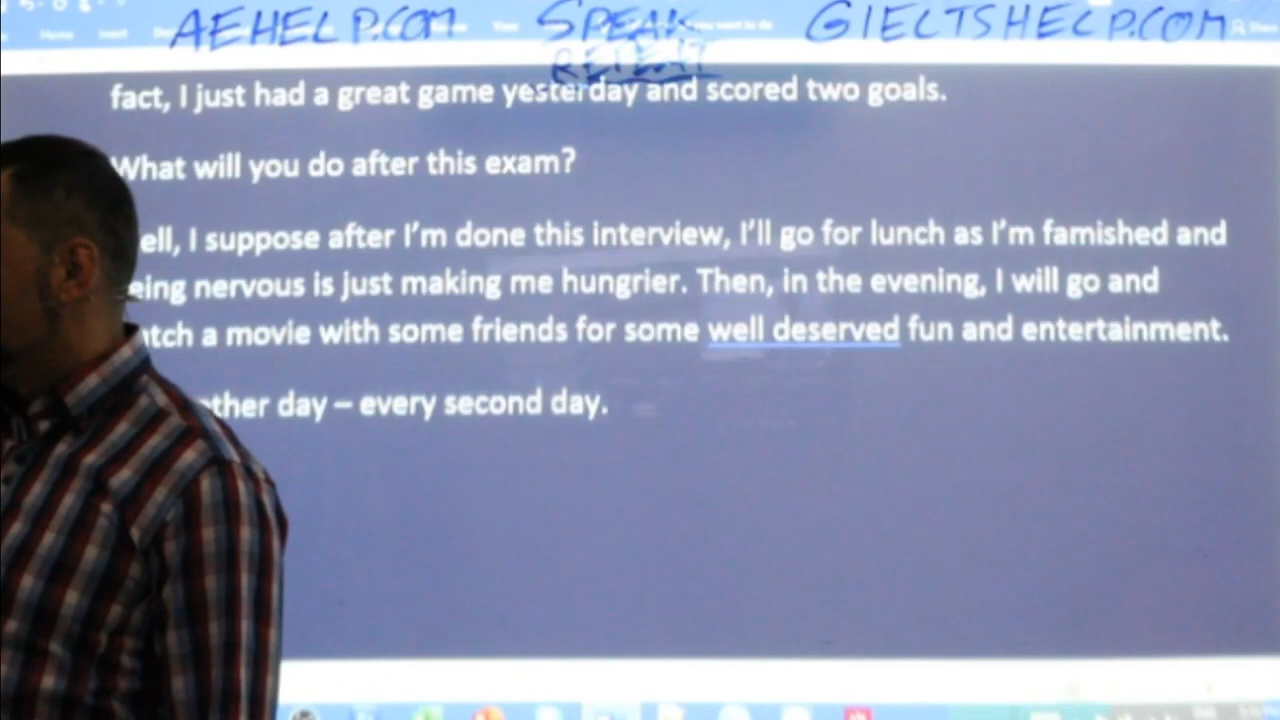 AEHELP.COM SPEAK GIELTSHELP.COM
REPEAT
fact, I just had a great game yesterday and scored two goals.
What will you do after this exam?
ell, I suppose after I'm done this interview, I'll go for lunch as I'm famished and
eing nervous is just making me hungrier. Then, in the evening, I will go and
tch a movie with some friends for some well deserved fun and entertainment.
ther day – every second day.